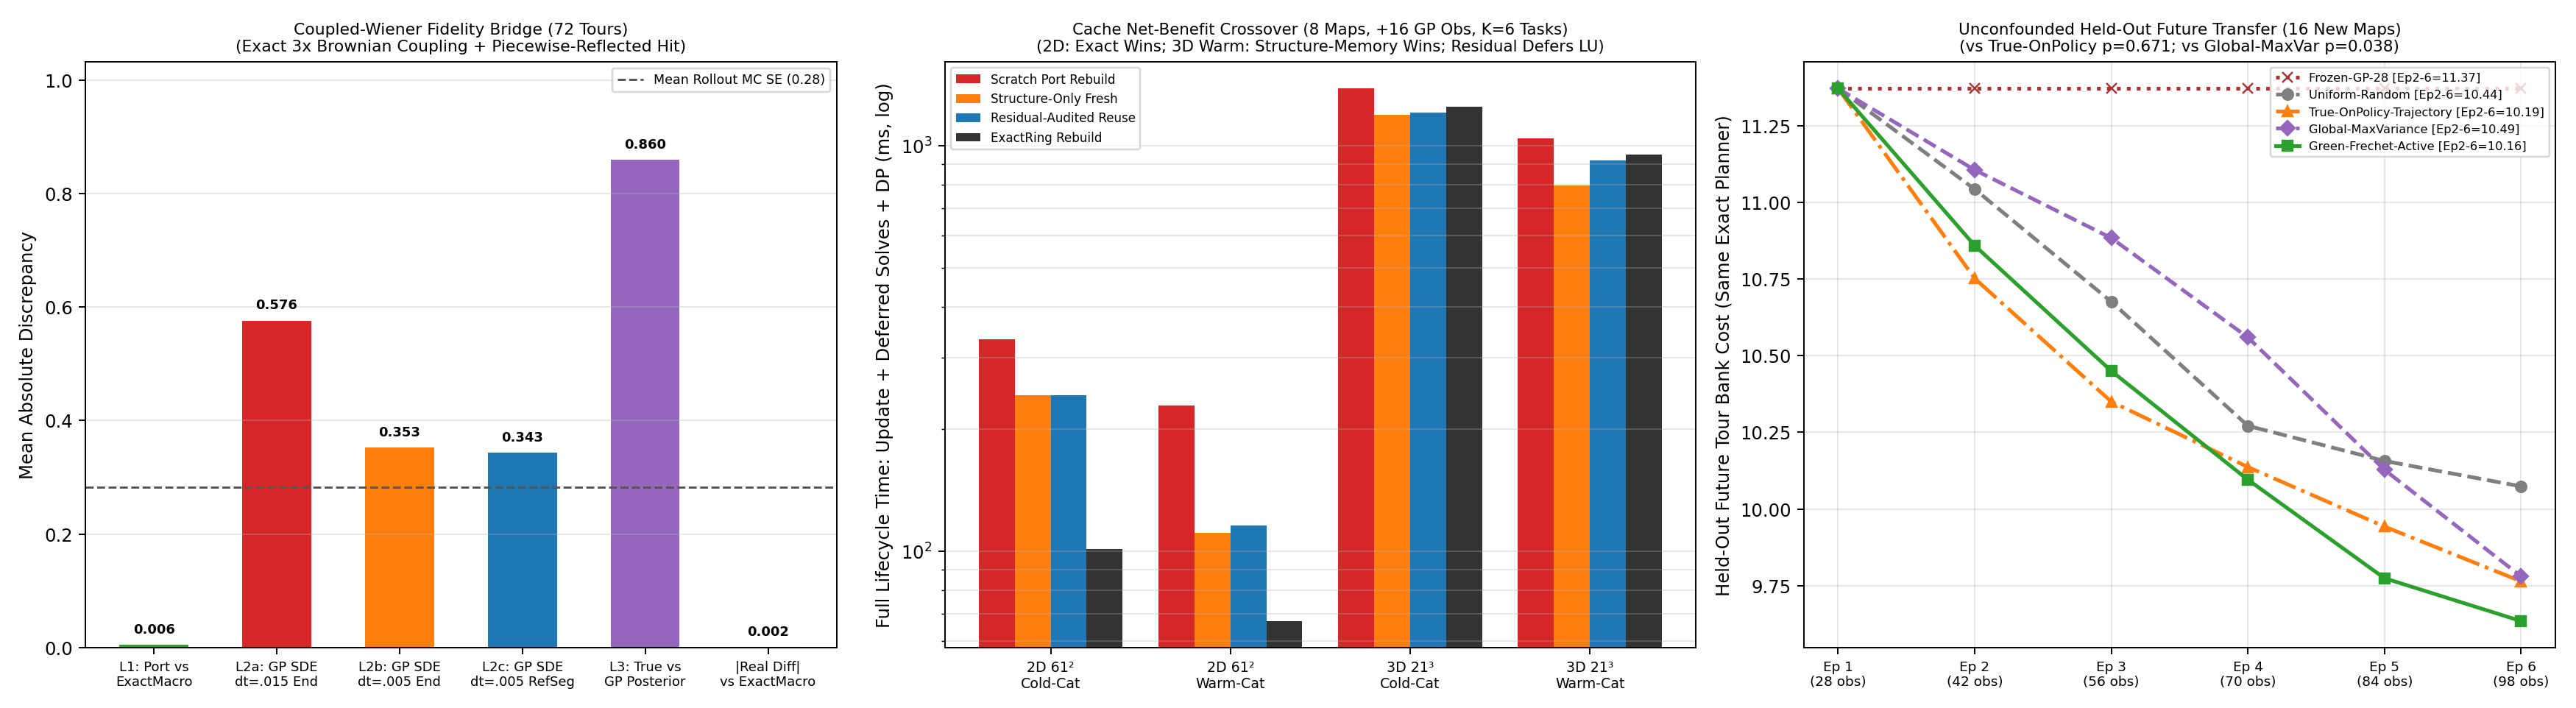 Coupled-Wiener Fidelity Bridge (72 Tours)
(Exact 3x Brownian Coupling + Piecewise-Reflected Hit)
Mean Absolute Discrepancy
1.0
0.8
0.6
0.4
0.2
0.0
Mean Rollout MC SE (0.28)
0.006
0.576
0.353
0.343
0.860
0.002
L1: Port vs
ExactMacro
L2a: GP SDE
dt=.015 End
L2b: GP SDE
dt=.005 End
L2c: GP SDE
dt=.005 RefSeg
L3: True vs
GP Posterior
|Real Diff|
vs ExactMacro
Cache Net-Benefit Crossover (8 Maps, +16 GP Obs, K=6 Tasks)
(2D: Exact Wins; 3D Warm: Structure-Memory Wins; Residual Defers LU)
Full Lifecycle Time: Update + Deferred Solves + DP (ms, log)
10³
10²
Scratch Port Rebuild
Structure-Only Fresh
Residual-Audited Reuse
ExactRing Rebuild
2D 61²
Cold-Cat
2D 61²
Warm-Cat
3D 21³
Cold-Cat
3D 21³
Warm-Cat
Unconfounded Held-Out Future Transfer (16 New Maps)
(vs True-OnPolicy p=0.671; vs Global-MaxVar p=0.038)
Held-Out Future Tour Bank Cost (Same Exact Planner)
11.25
11.00
10.75
10.50
10.25
10.00
9.75
Frozen-GP-28 [Ep2-6=11.37]
Uniform-Random [Ep2-6=10.44]
True-OnPolicy-Trajectory [Ep2-6=10.19]
Global-MaxVariance [Ep2-6=10.49]
Green-Frechet-Active [Ep2-6=10.16]
Ep 1
(28 obs)
Ep 2
(42 obs)
Ep 3
(56 obs)
Ep 4
(70 obs)
Ep 5
(84 obs)
Ep 6
(98 obs)